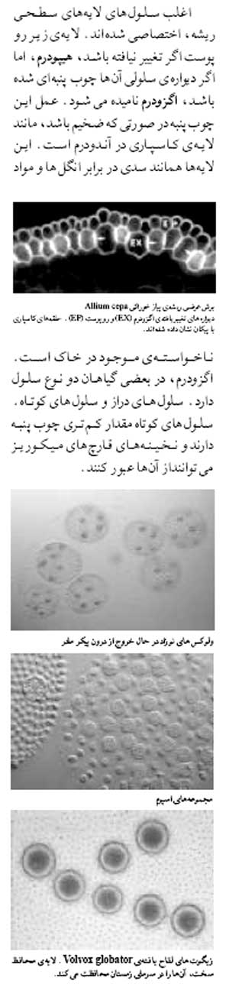 اغلب سلول‌های لایه‌های سطحی
ریشه، اختصاصی شده‌اند. لایه‌ی زیر رو
پوست اگر تغییر نیافته باشد، هیپودرم، اما
اگر دیواره‌ی سلولی آن‌ها چوب پنبه‌ای شده
باشد، اگزودرم نامیده می‌شود. عمل این
چوب پنبه در صورتی که ضخیم باشد، مانند
لایه‌ی کاسپاری در آندودرم است. این
لایه‌ها همانند سدی در برابر انگل‌ها و مواد
EP
EX
برش عرضی ریشه‌ی پیاز خوراکی Allium cepa
دیواره‌های تغییر یافته‌ی اگزودرم (EX) و روپوست (EP). حلقه‌های کاسپاری
با پیکان نشان داده شده‌اند.
ناخواسته‌ی موجود در خاک است.
اگزودرم، در بعضی گیاهان دو نوع سلول
دارد. سلول‌های دراز و سلول‌های کوتاه.
سلول‌های کوتاه مقدار کم‌تری چوب پنبه
دارند و نخینه‌های قارچ‌های میکوریز
می‌توانند از آن‌ها عبور کنند.
ولوکس‌های نوزاد در حال خروج از درون پیکر مادر
مجموعه‌های اسپرم
زیگوت‌های لقاح یافته‌ی Volvox globator. لایه‌ی محافظ
سخت، آن‌ها را در سرمای زمستان محافظت می‌کند.